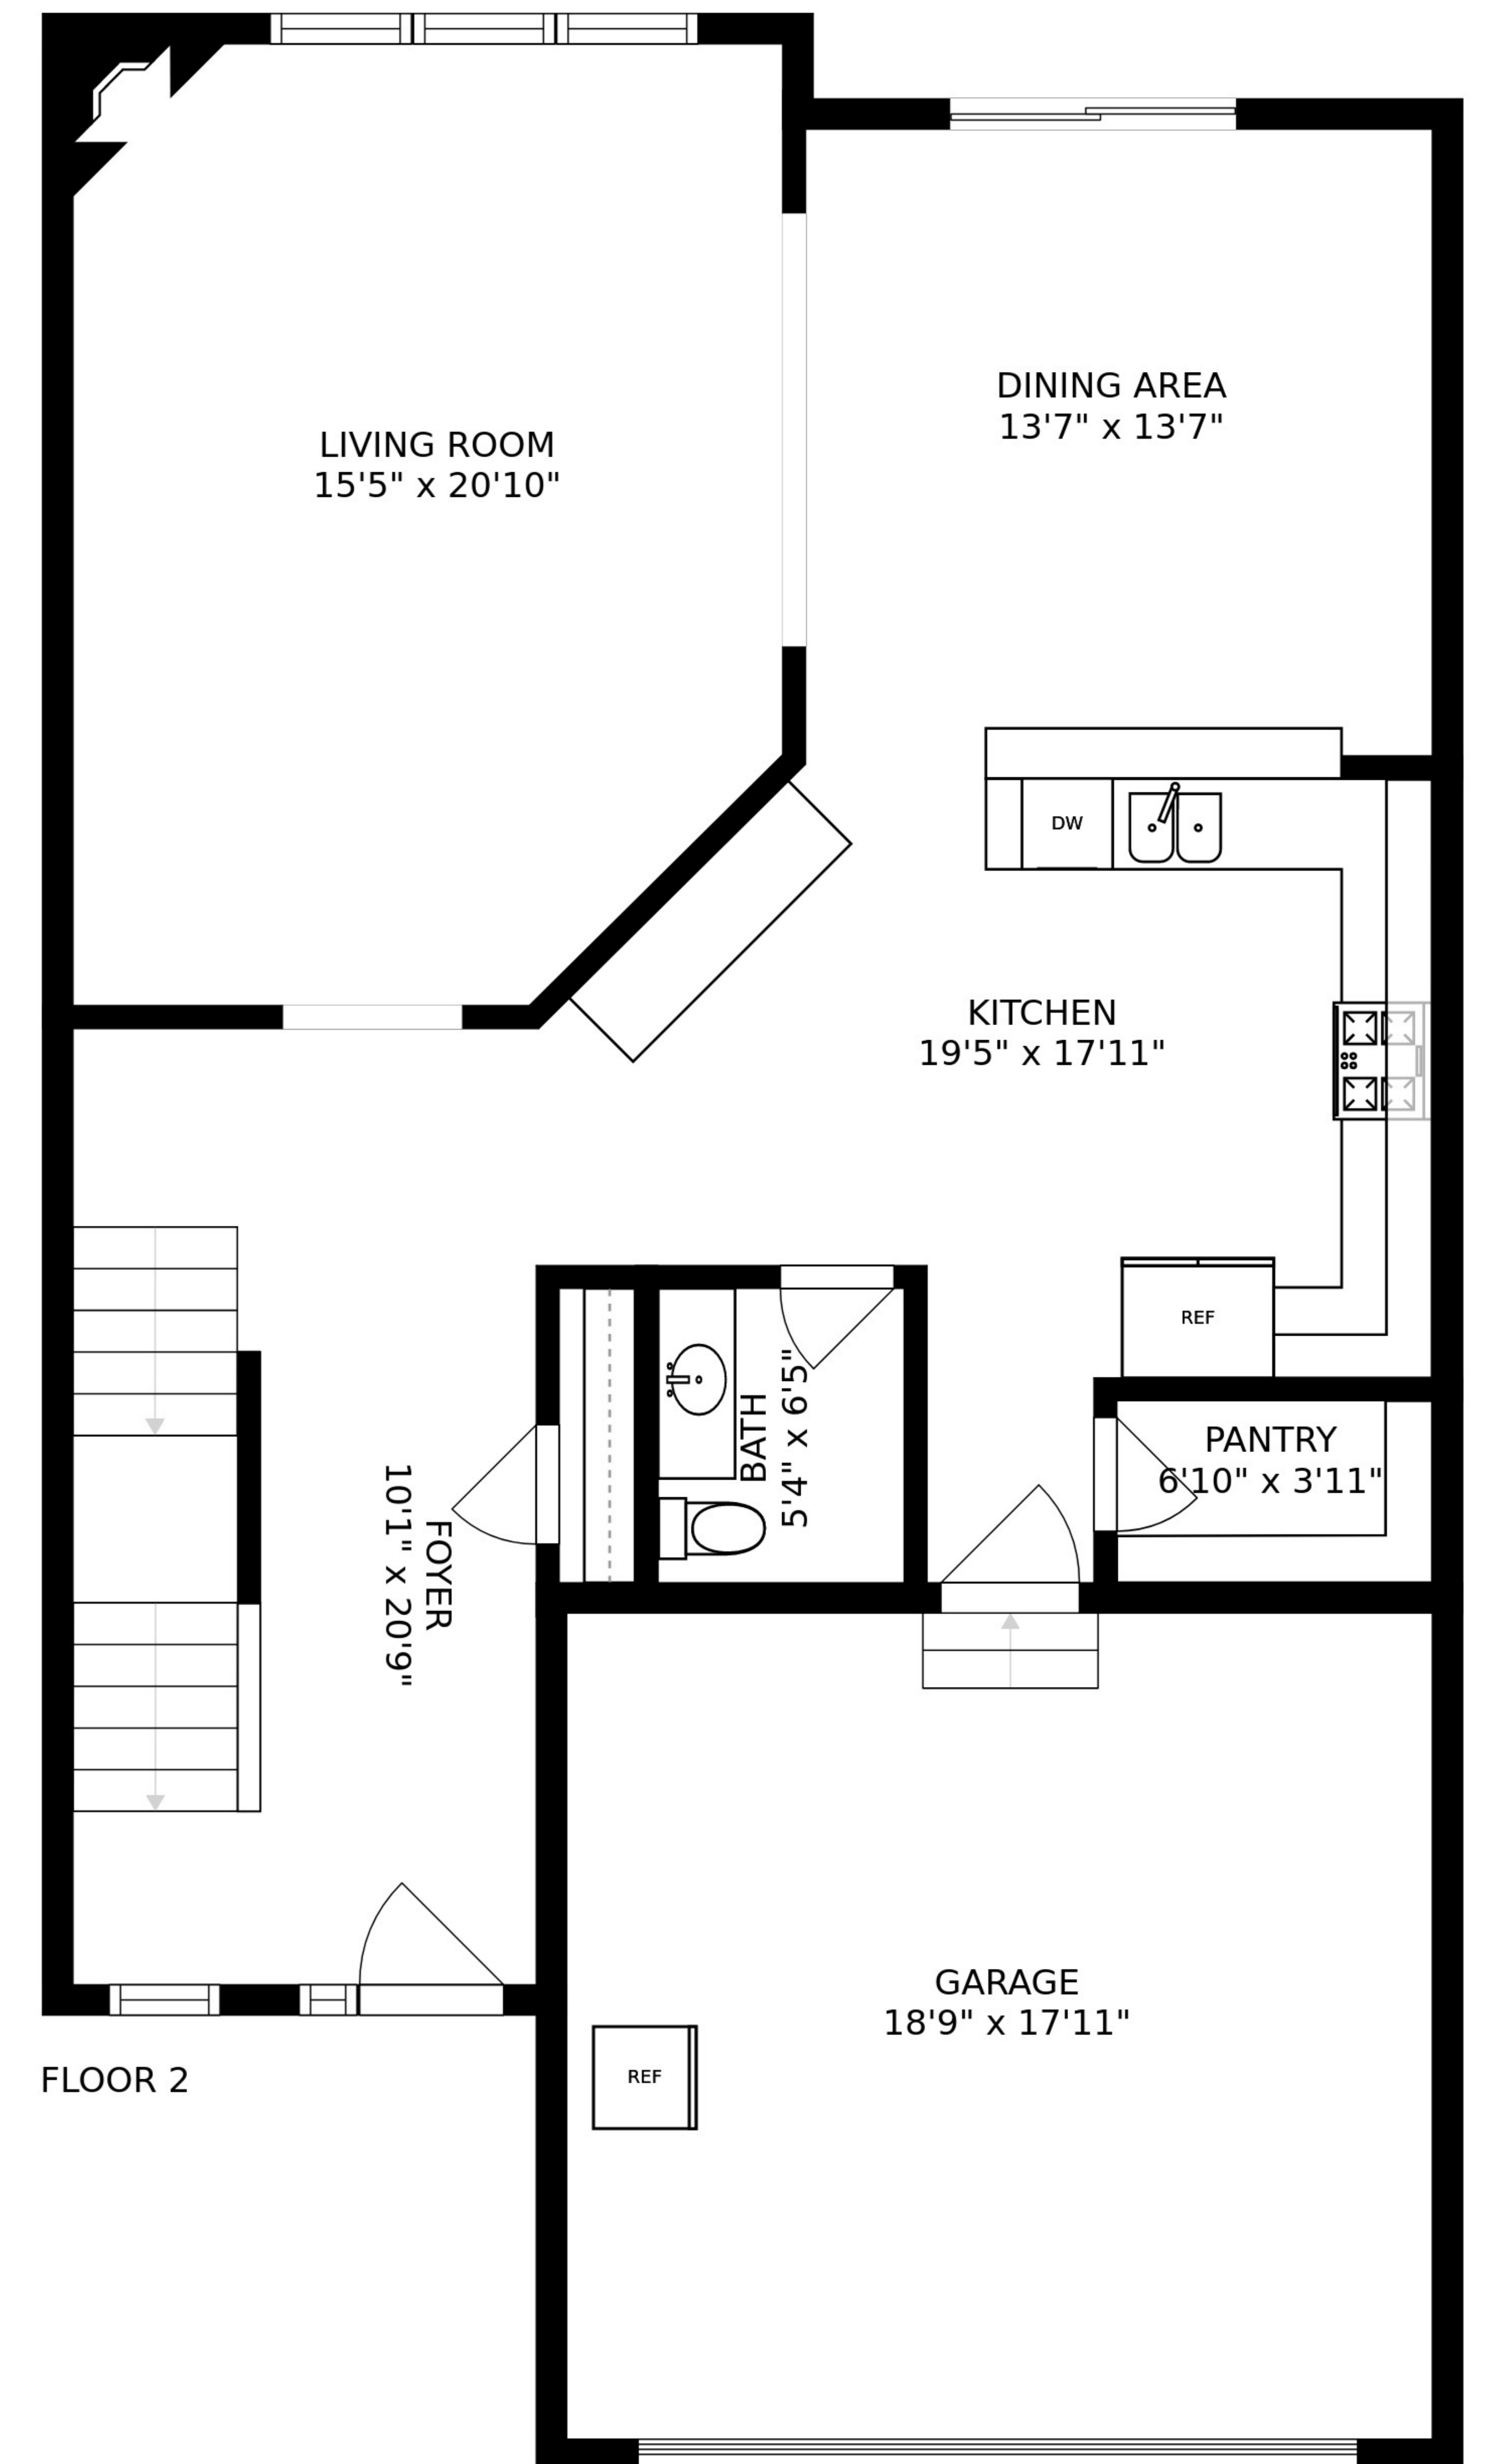 LIVING ROOM
15'5" x 20'10"
DINING AREA
13'7" x 13'7"
DW
KITCHEN
19'5" x 17'11"
REF
BATH
5'4" x 6'5"
PANTRY
6'10" x 3'11"
FOYER
10'1" x 20'9"
GARAGE
18'9" x 17'11"
REF
FLOOR 2